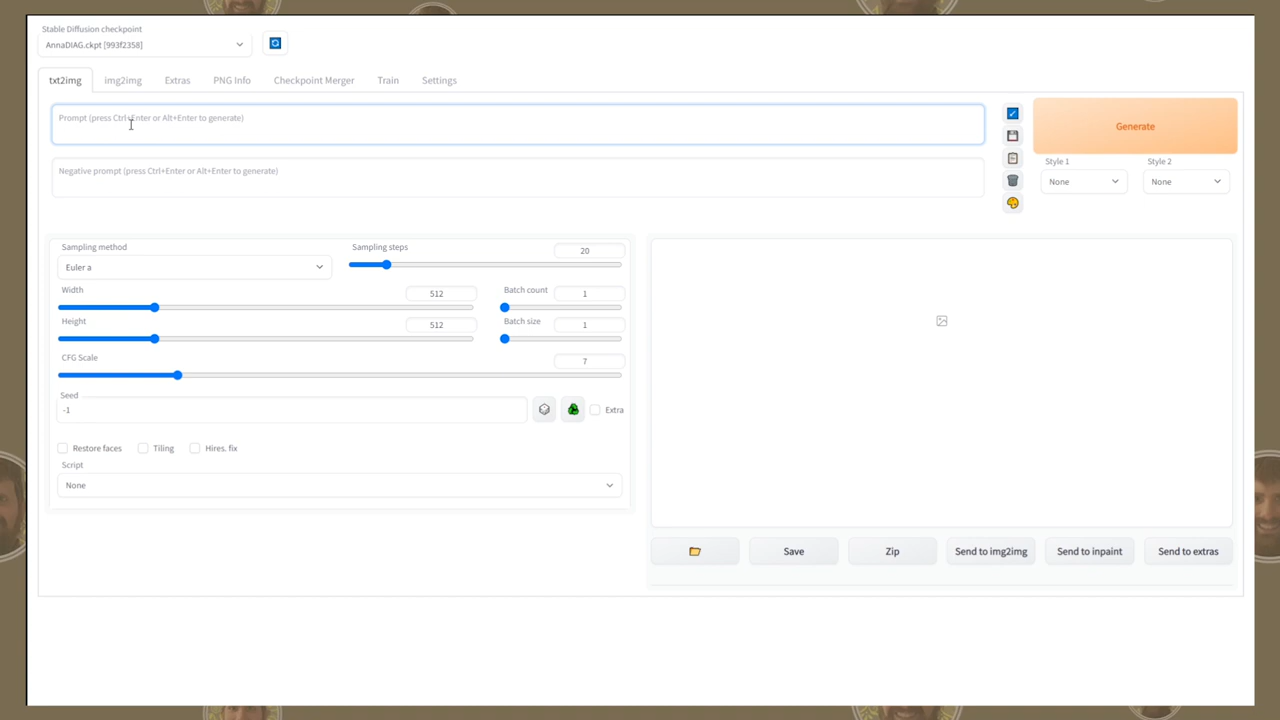 Stable Diffusion checkpoint
AnnaDIAG.ckpt [993f2358]
txt2img
img2img
Extras
PNG Info
Checkpoint Merger
Train
Settings
Prompt (press Ctrl+Enter or Alt+Enter to generate)
Negative prompt (press Ctrl+Enter or Alt+Enter to generate)
Generate
Style 1
Style 2
None
None
Sampling method
Euler a
Sampling steps
20
Width
512
Batch count
1
Height
512
Batch size
1
CFG Scale
7
Seed
-1
Extra
Restore faces
Tiling
Hires. fix
Script
None
Save
Zip
Send to img2img
Send to inpaint
Send to extras